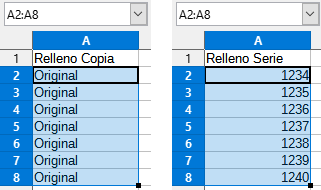 A2:A8 A2:A8
A A
1 Relleno Copia 1 Relleno Serie
2 Original 2 1234
3 Original 3 1235
4 Original 4 1236
5 Original 5 1237
6 Original 6 1238
7 Original 7 1239
8 Original 8 1240